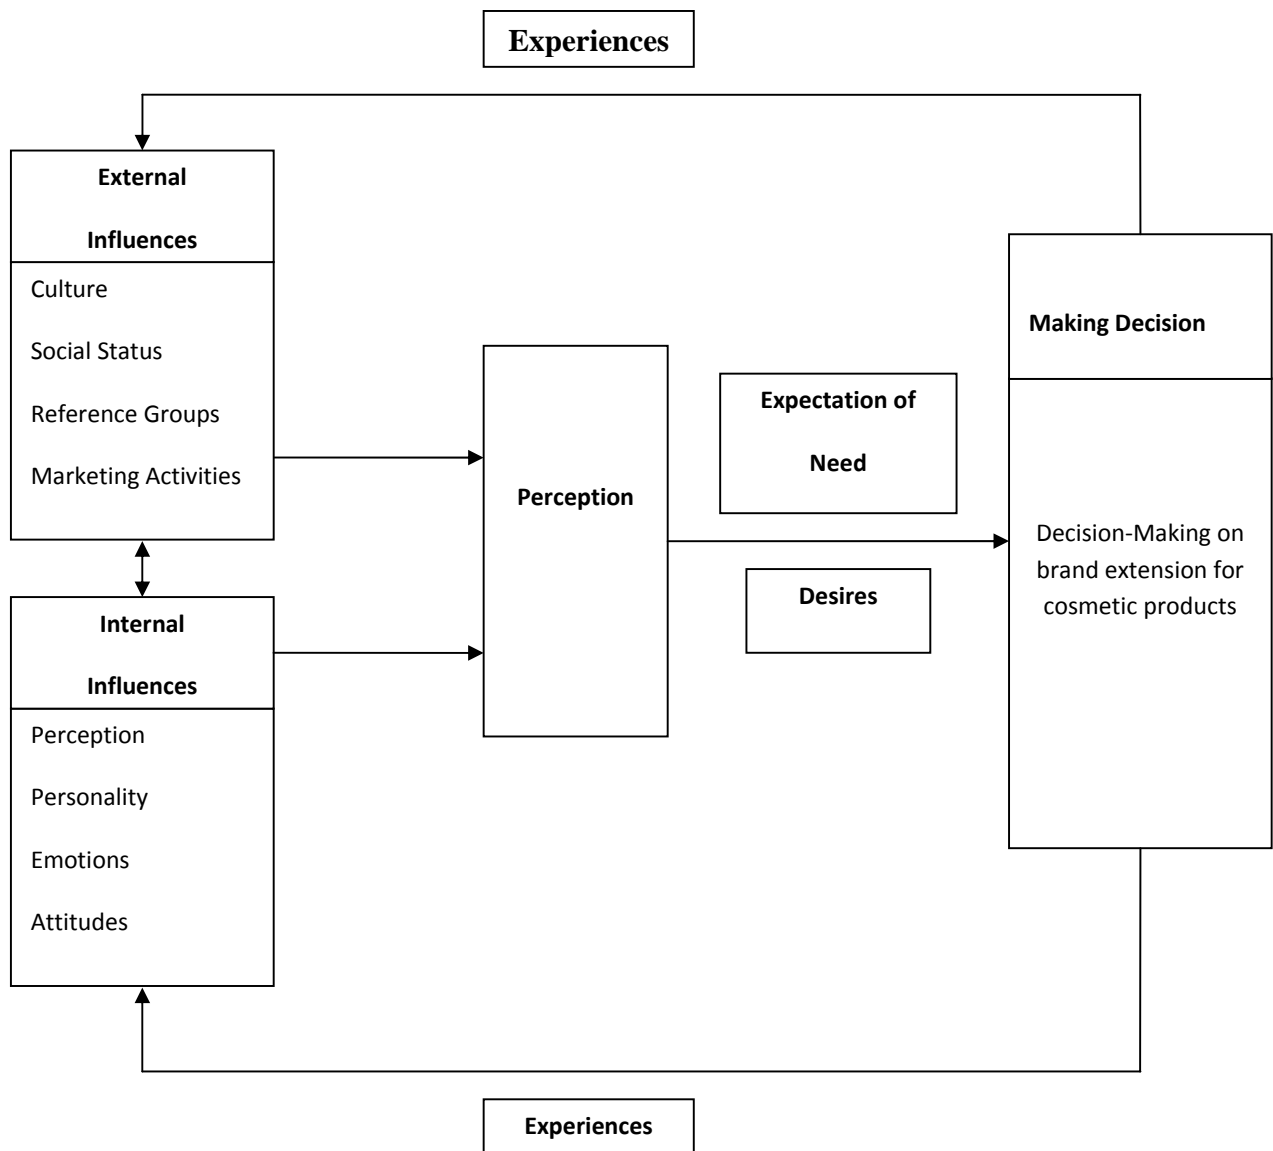 Experiences
External
Influences
Culture
Social Status
Reference Groups
Marketing Activities
Internal
Influences
Perception
Personality
Emotions
Attitudes
Perception
Expectation of
Need
Desires
Making Decision
Decision-Making on
brand extension for
cosmetic products
Experiences